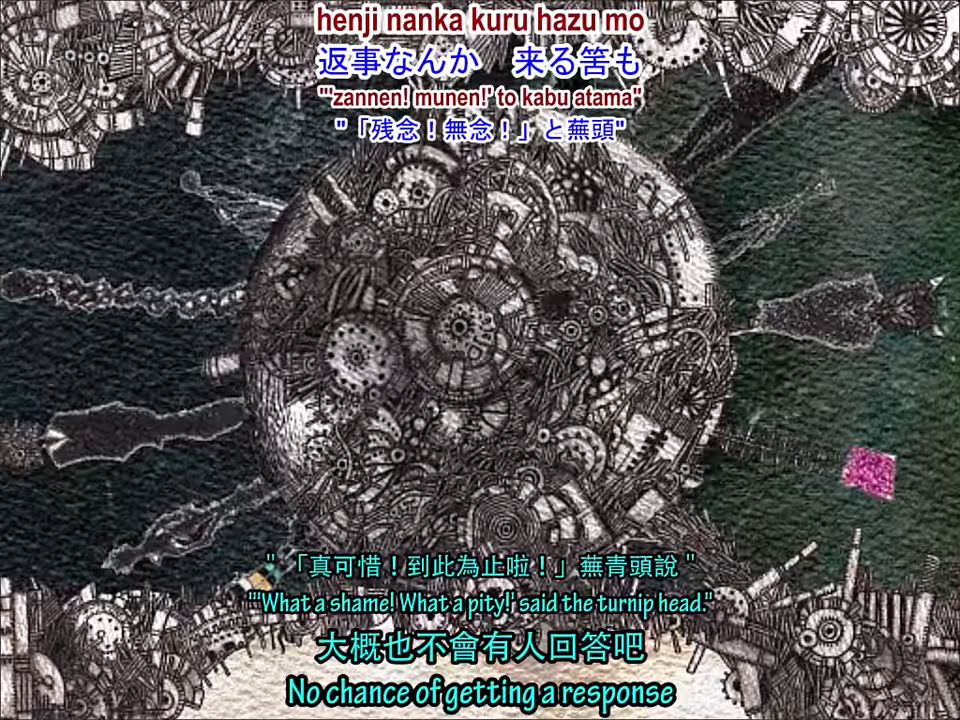 henji nanka kuru hazu mo
返事なんか　来る筈も
"'zannen! munen!' to kabu atama"
"「残念！無念！」と蕪頭"
"「真可惜！到此為止啦！」蕪青頭說"
"'What a shame! What a pity!' said the turnip head."
大概也不會有人回答吧
No chance of getting a response